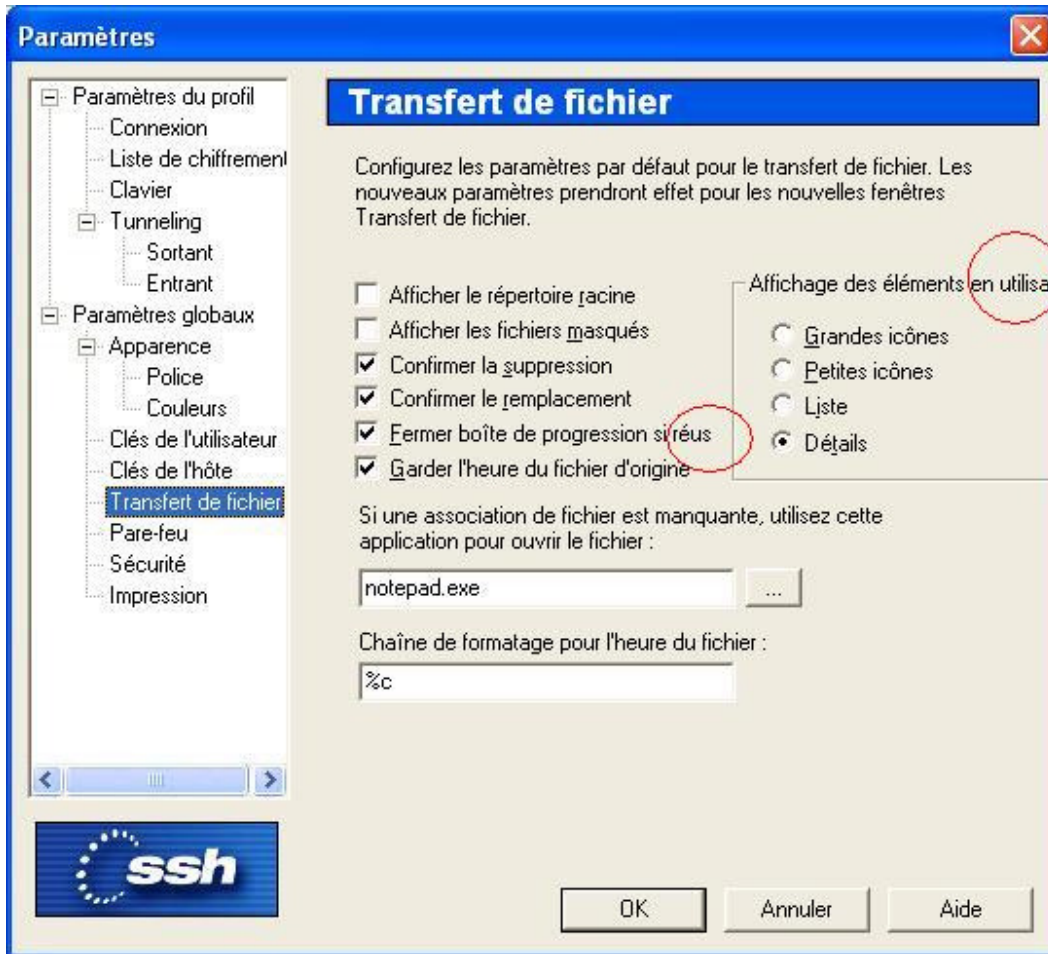 Paramètres
Paramètres du profil
Connexion
Liste de chiffrement
Clavier
Tunneling
Sortant
Entrant
Paramètres globaux
Apparence
Police
Couleurs
Clés de l'utilisateur
Clés de l'hôte
Transfert de fichier
Pare-feu
Sécurité
Impression
ssh
Transfert de fichier
Configurez les paramètres par défaut pour le transfert de fichier. Les
nouveaux paramètres prendront effet pour les nouvelles fenêtres
Transfert de fichier.
Afficher le répertoire racine
Afficher les fichiers masqués
Confirmer la suppression
Confirmer le remplacement
Fermer boîte de progression si réus
Garder l'heure du fichier d'origine
Affichage des éléments en utilisa
Grandes icônes
Petites icônes
Liste
Détails
Si une association de fichier est manquante, utilisez cette
application pour ouvrir le fichier :
notepad.exe
...
Chaîne de formatage pour l'heure du fichier :
%c
OK
Annuler
Aide